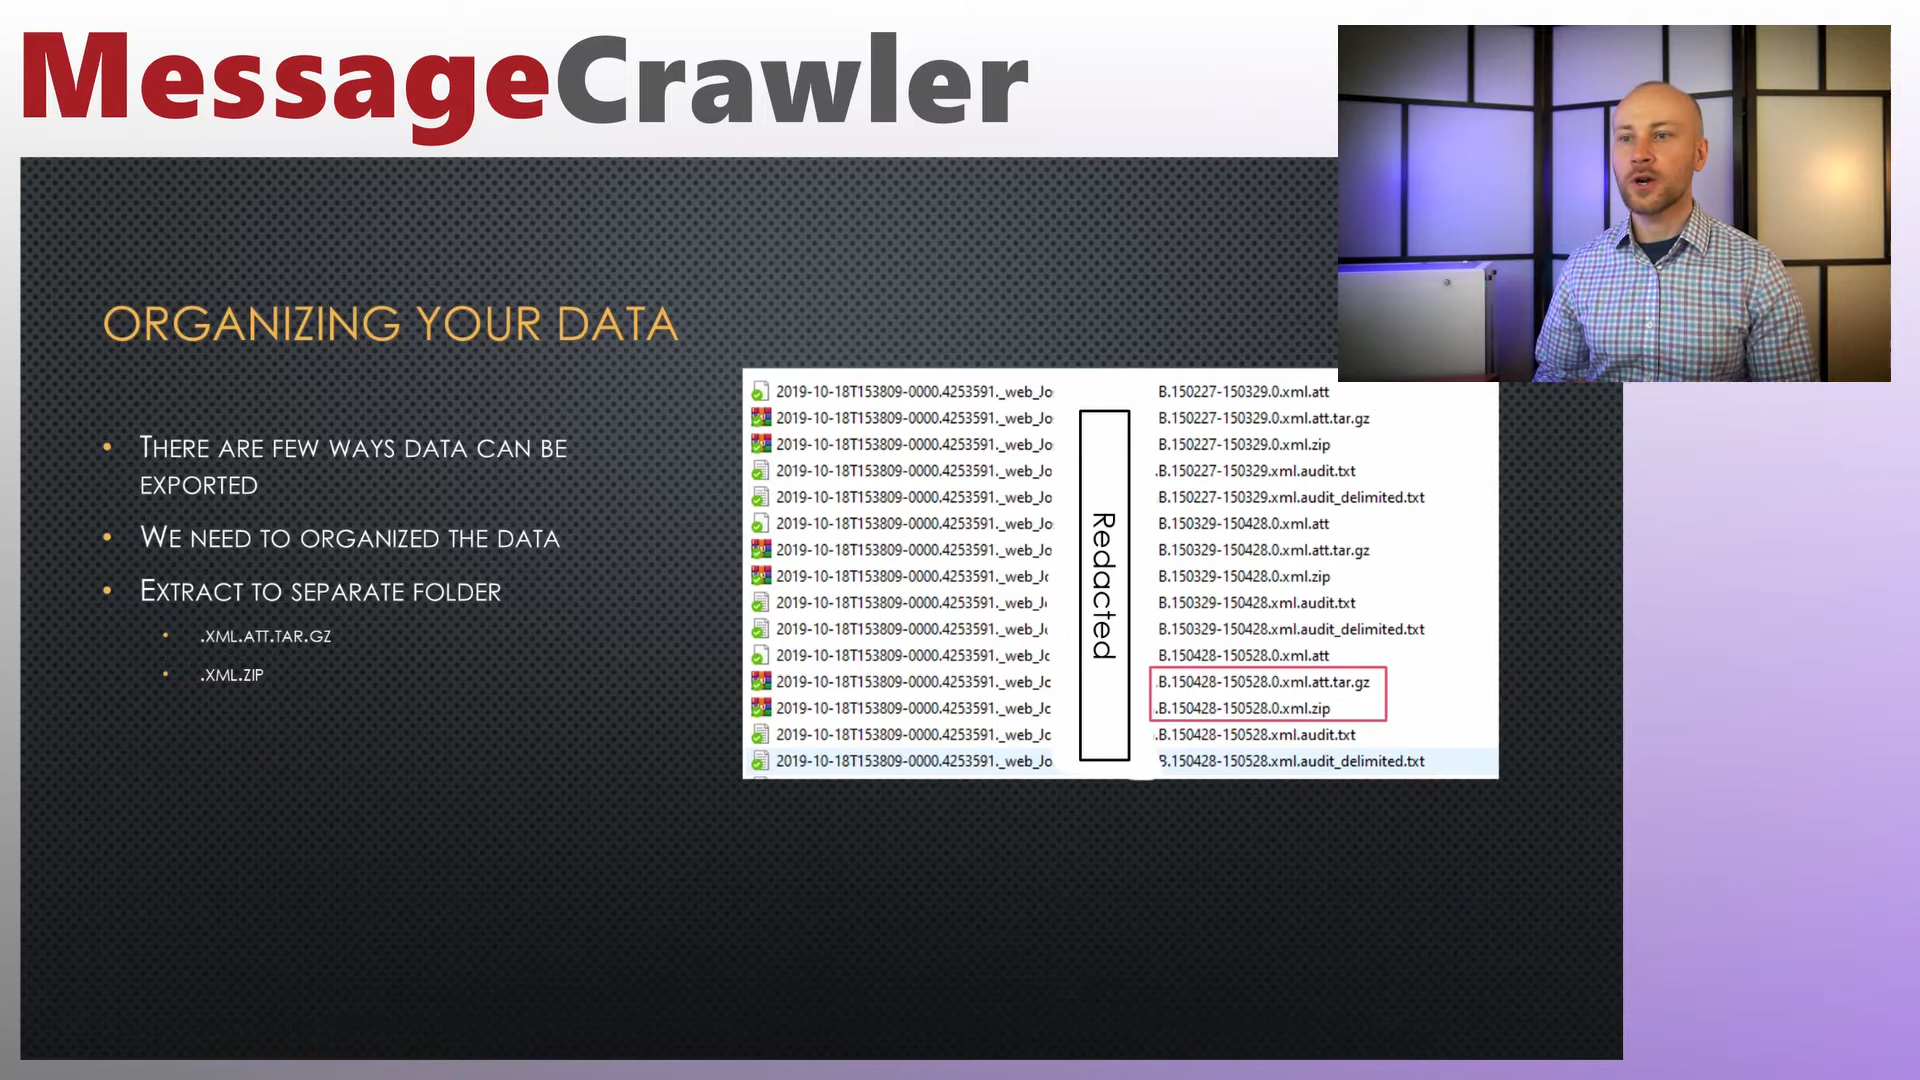 MessageCrawler
ORGANIZING YOUR DATA
• THERE ARE FEW WAYS DATA CAN BE
EXPORTED
• WE NEED TO ORGANIZED THE DATA
• EXTRACT TO SEPARATE FOLDER
• .XML.ATT.TAR.GZ
• .XML.ZIP
2019-10-18T153809-0000.4253591._web_Jo B.150227-150329.0.xml.att
2019-10-18T153809-0000.4253591._web_Jo B.150227-150329.0.xml.att.tar.gz
2019-10-18T153809-0000.4253591._web_Jo B.150227-150329.0.xml.zip
2019-10-18T153809-0000.4253591._web_Jo .B.150227-150329.xml.audit.txt
2019-10-18T153809-0000.4253591._web_Jo B.150227-150329.xml.audit_delimited.txt
2019-10-18T153809-0000.4253591._web_Jo B.150329-150428.0.xml.att
2019-10-18T153809-0000.4253591._web_Jo B.150329-150428.0.xml.att.tar.gz
2019-10-18T153809-0000.4253591._web_Jc B.150329-150428.0.xml.zip
2019-10-18T153809-0000.4253591._web_J B.150329-150428.xml.audit.txt
2019-10-18T153809-0000.4253591._web_J B.150329-150428.xml.audit_delimited.txt
2019-10-18T153809-0000.4253591._web_Jc B.150428-150528.0.xml.att
2019-10-18T153809-0000.4253591._web_Jc .B.150428-150528.0.xml.att.tar.gz
2019-10-18T153809-0000.4253591._web_Jc .B.150428-150528.0.xml.zip
2019-10-18T153809-0000.4253591._web_Jc .B.150428-150528.xml.audit.txt
2019-10-18T153809-0000.4253591._web_Jo B.150428-150528.xml.audit_delimited.txt
Redacted